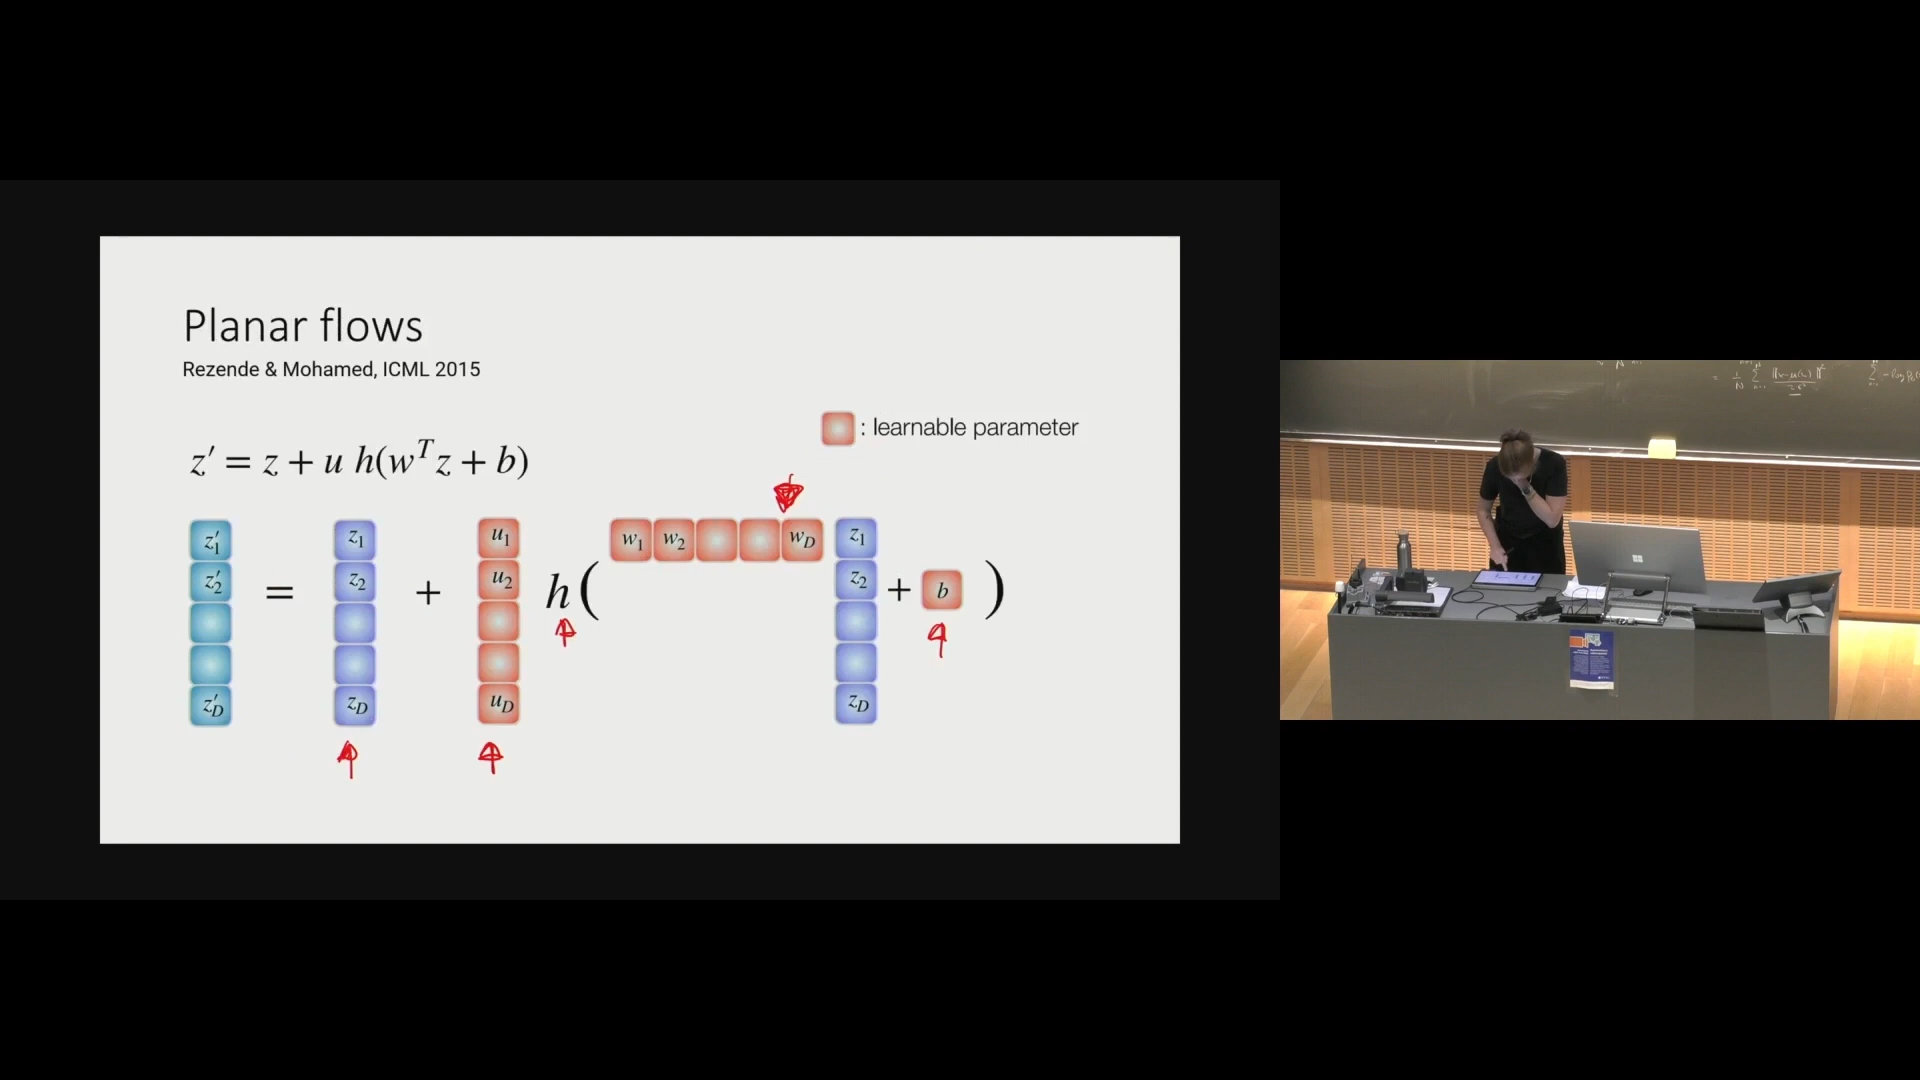 Planar flows
Rezende & Mohamed, ICML 2015
: learnable parameter
z′ = z + u h(wᵀz + b)
z′₁ z₁ u₁ w₁ w₂ w_D z₁
z′₂ = z₂ + u₂ h( z₂ + b )
z′_D z_D u_D z_D